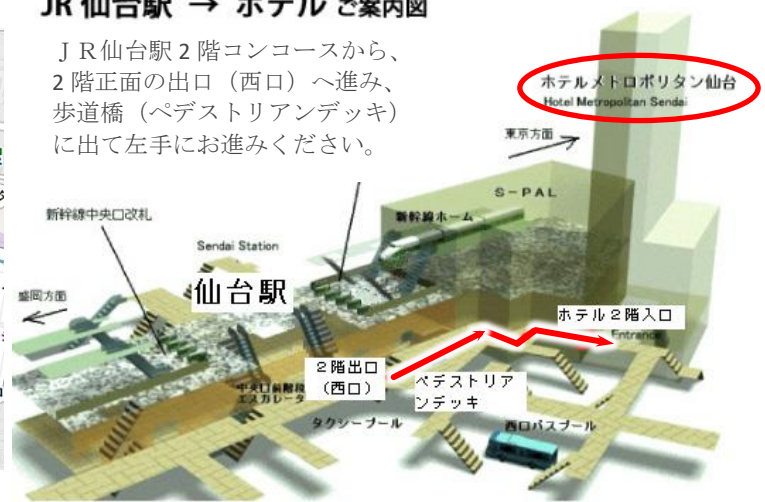 JR 仙台駅 → ホテル ご案内図
ＪＲ仙台駅２階コンコースから、
２階正面の出口（西口）へ進み、
歩道橋（ペデストリアンデッキ）
に出て左手にお進みください。
ホテルメトロポリタン仙台
Hotel Metropolitan Sendai
東京方面
S-PAL
新幹線中央口改札
新幹線ホーム
Sendai Station
仙台駅
盛岡方面
ホテル２階入口
Entrance
２階出口
（西口）
ペデストリア
ンデッキ
中央口前階段
エスカレータ
タクシープール
西口バスプール